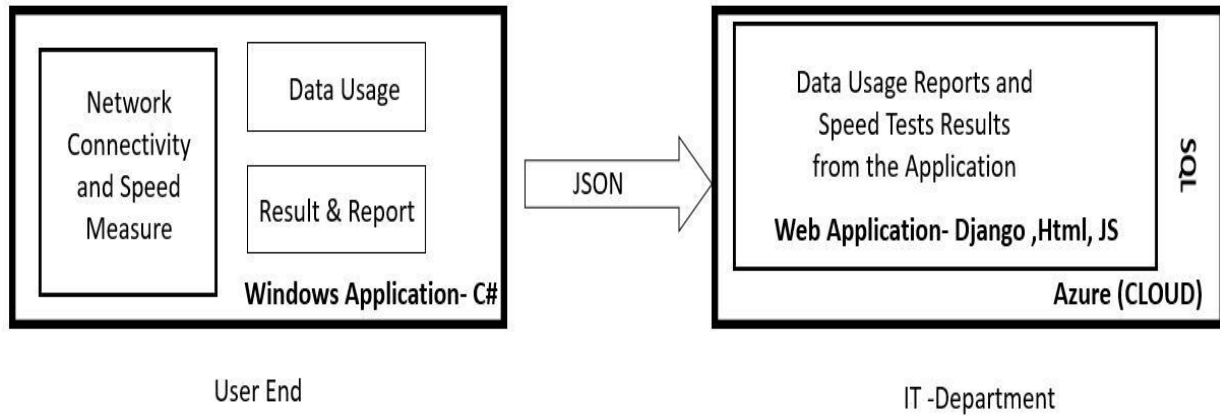 Network
Connectivity
and Speed
Measure
Data Usage
Result & Report
Windows Application- C#
User End
JSON
Data Usage Reports and
Speed Tests Results
from the Application
Web Application- Django ,Html, JS
SQL
Azure (CLOUD)
IT -Department